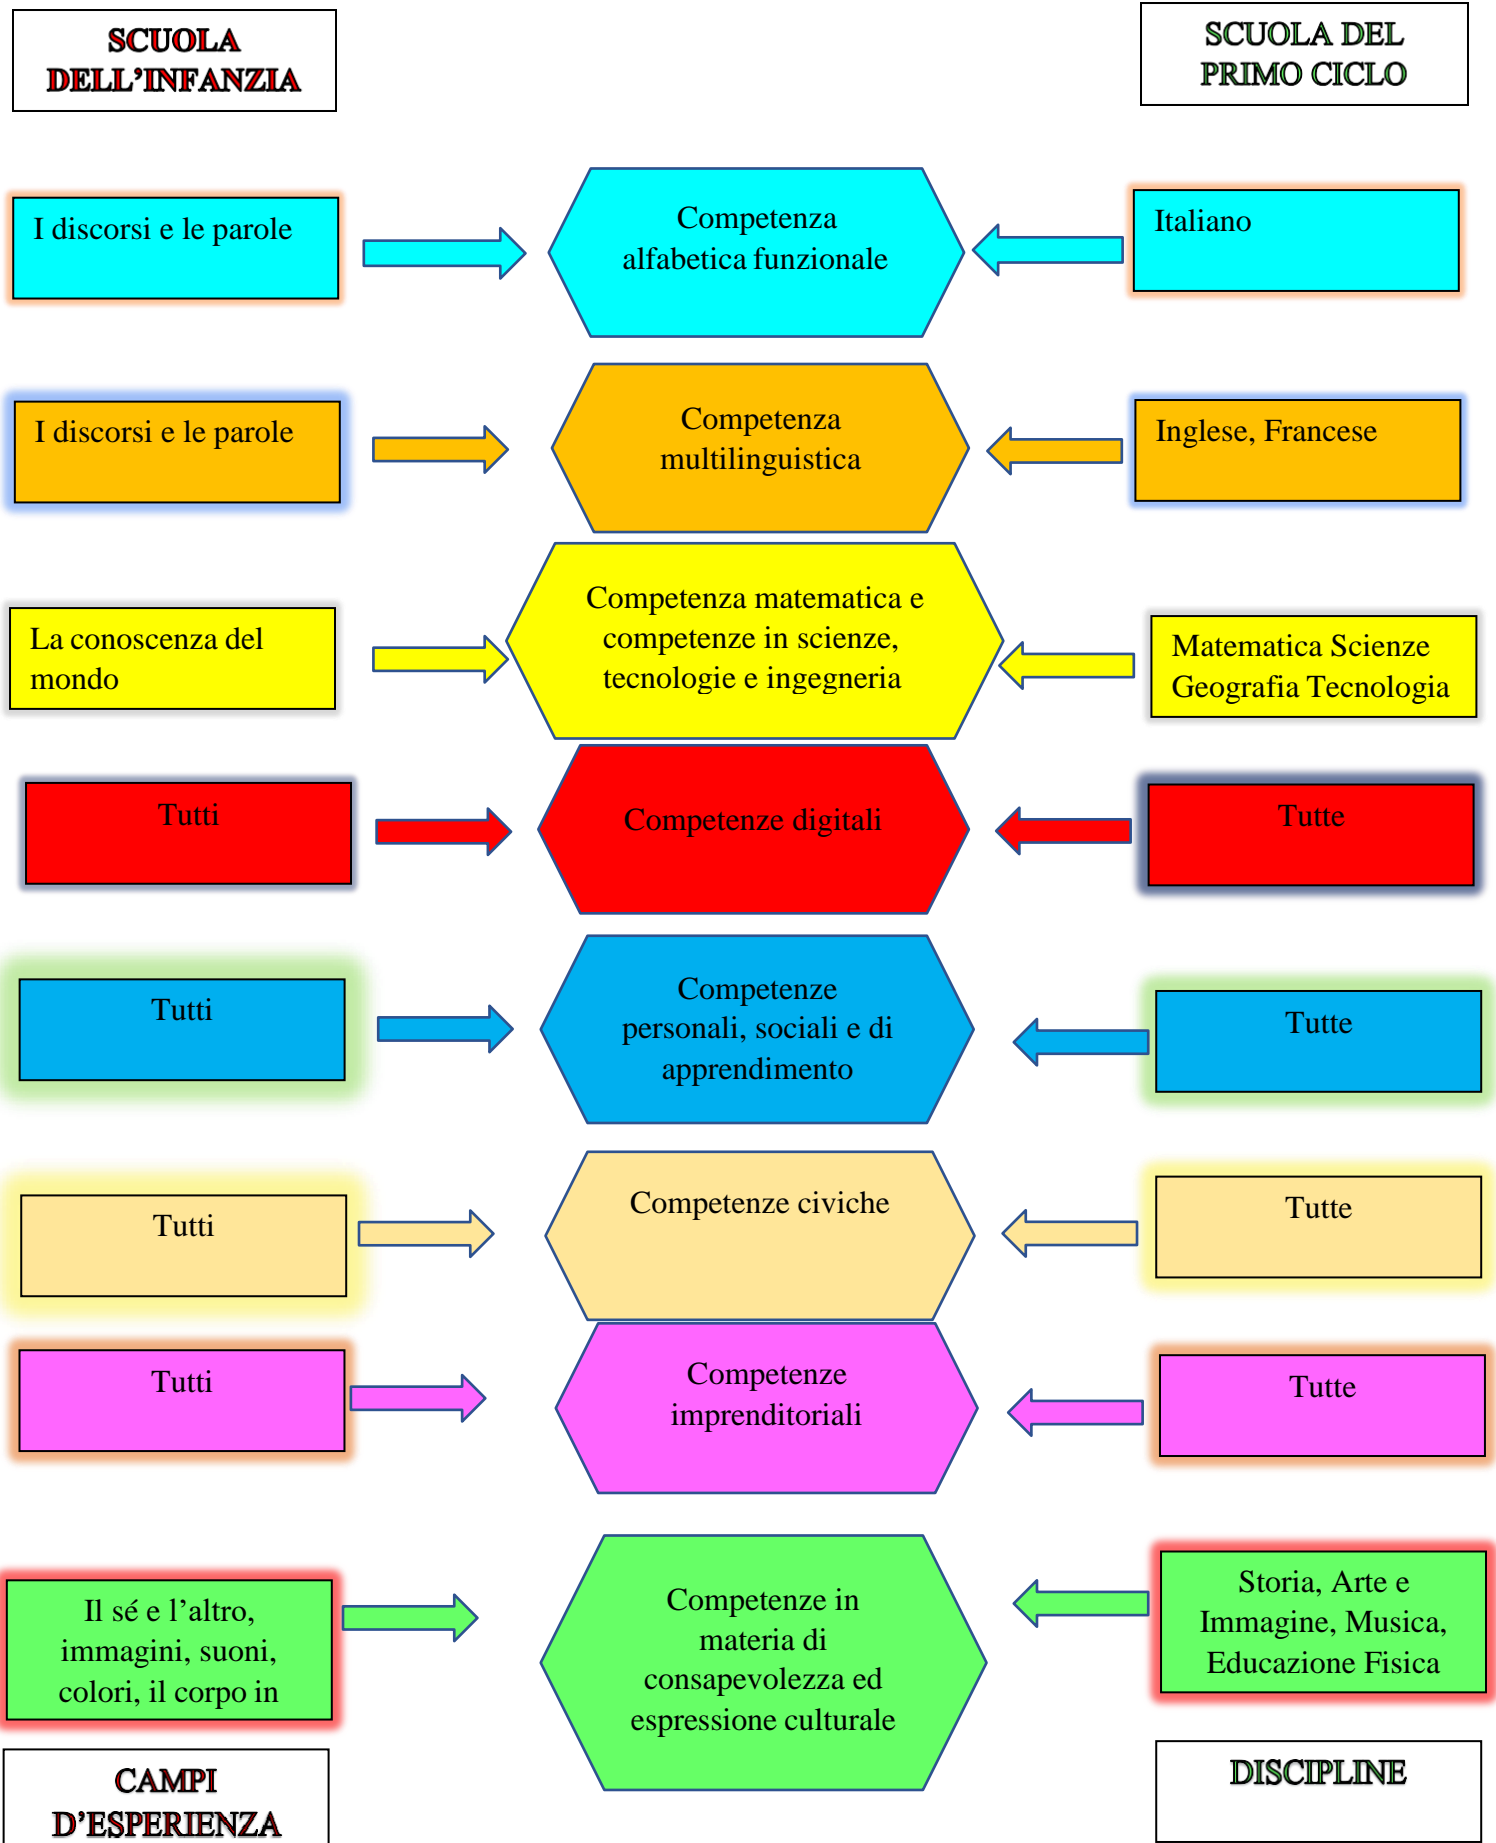 SCUOLA
DELL'INFANZIA
SCUOLA DEL
PRIMO CICLO
I discorsi e le parole
Competenza
alfabetica funzionale
Italiano
I discorsi e le parole
Competenza
multilinguistica
Inglese, Francese
La conoscenza del
mondo
Competenza matematica e
competenze in scienze,
tecnologie e ingegneria
Matematica Scienze
Geografia Tecnologia
Tutti
Competenze digitali
Tutte
Tutti
Competenze
personali, sociali e di
apprendimento
Tutte
Tutti
Competenze civiche
Tutte
Tutti
Competenze
imprenditoriali
Tutte
Il sé e l’altro,
immagini, suoni,
colori, il corpo in
Competenze in
materia di
consapevolezza ed
espressione culturale
Storia, Arte e
Immagine, Musica,
Educazione Fisica
CAMPI
D'ESPERIENZA
DISCIPLINE